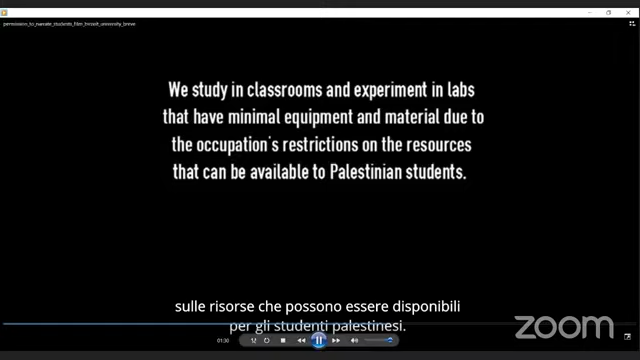 permission_to_narrate_students_film_birzeit_university_breve
We study in classrooms and experiment in labs
that have minimal equipment and material due to
the occupation's restrictions on the resources
that can be available to Palestinian students.
sulle risorse che possono essere disponibili
per gli studenti palestinesi.
zoom
01:30